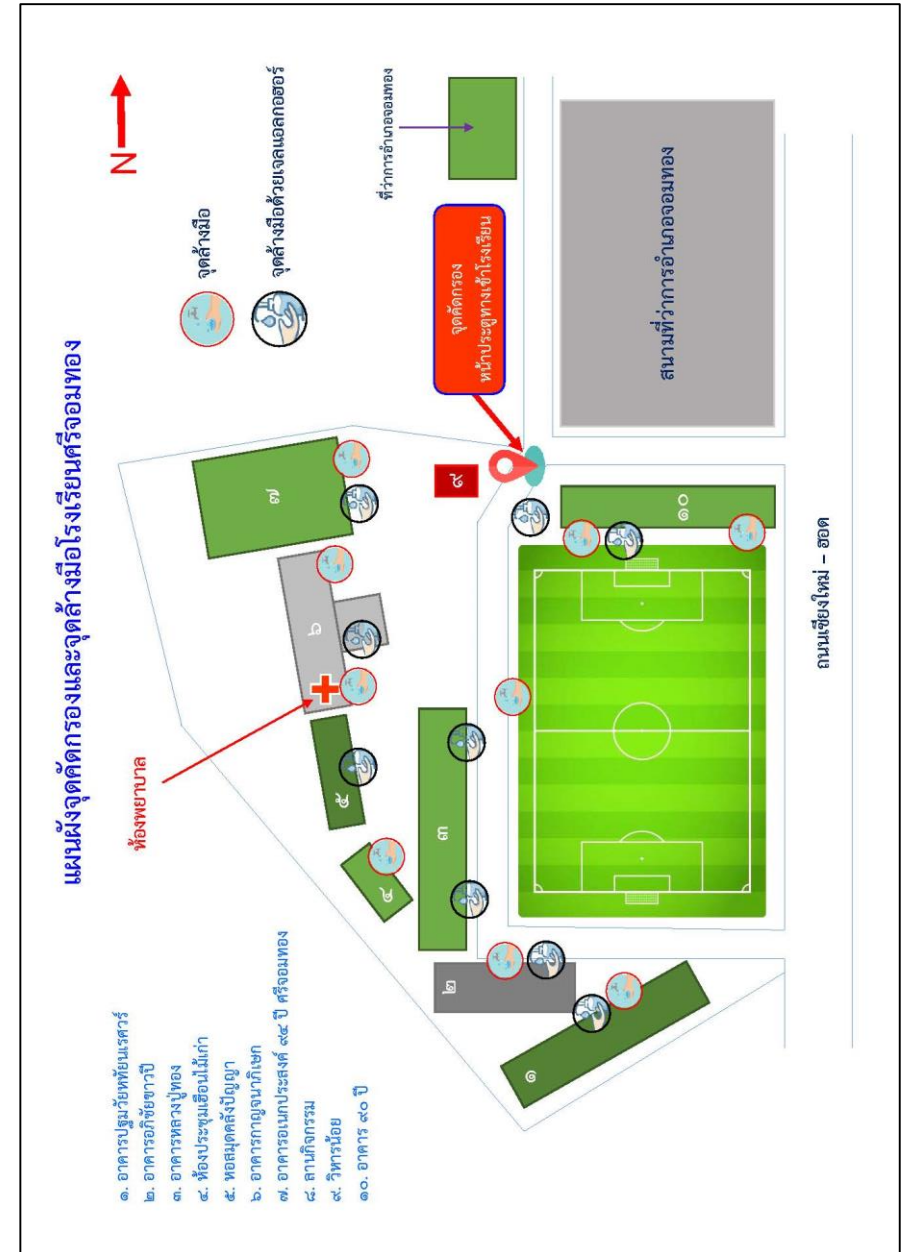 แผนผังจุดคัดกรองและจุดล้างมือโรงเรียนศรีจอมทอง
N
จุดล้างมือ
จุดล้างมือด้วยเจลแอลกอฮอร์
๑. อาคารปฐมวัยหทัยนเรศวร์
๒. อาคารอภิชัยขาวปี
๓. อาคารหลวงปู่ทอง
๔. ห้องประชุมเฮือนไม้เก่า
๕. หอสมุดคลังปัญญา
๖. อาคารกาญจนาภิเษก
๗. อาคารอเนกประสงค์ ๙๔ ปี ศรีจอมทอง
๘. ลานกิจกรรม
๙. วิหารน้อย
๑๐. อาคาร ๙๐ ปี
ห้องพยาบาล
ที่ว่าการอำเภอจอมทอง
๗
๖
๕
๔
๓
๒
๑
๙
จุดคัดกรอง
หน้าประตูทางเข้าโรงเรียน
๑๐
สนามที่ว่าการอำเภอจอมทอง
ถนนเชียงใหม่ – ฮอด